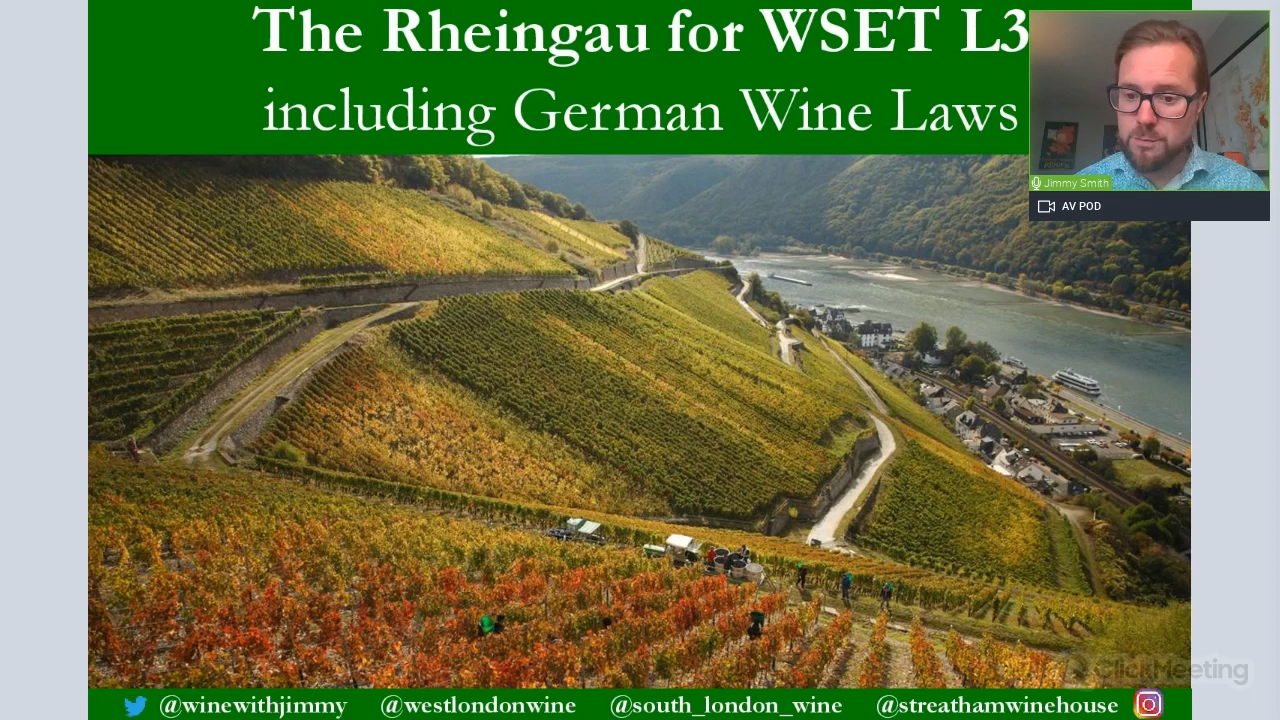 The Rheingau for WSET L3
including German Wine Laws
Jimmy Smith
AV POD
ClickMeeting
@winewithjimmy @westlondonwine @south_london_wine @streathamwinehouse